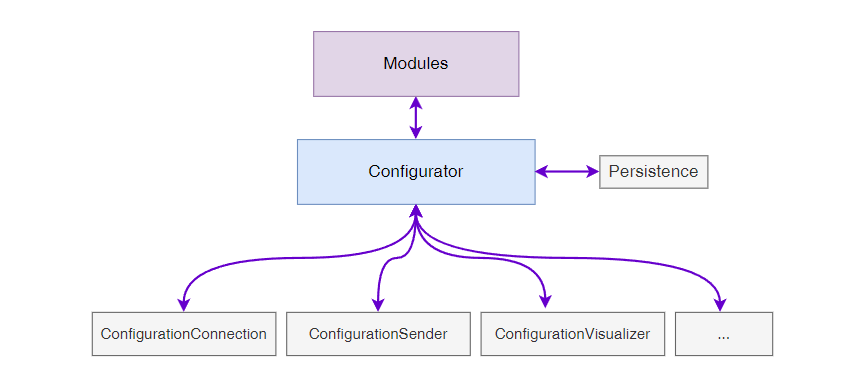 Modules
Configurator
Persistence
ConfigurationConnection
ConfigurationSender
ConfigurationVisualizer
...